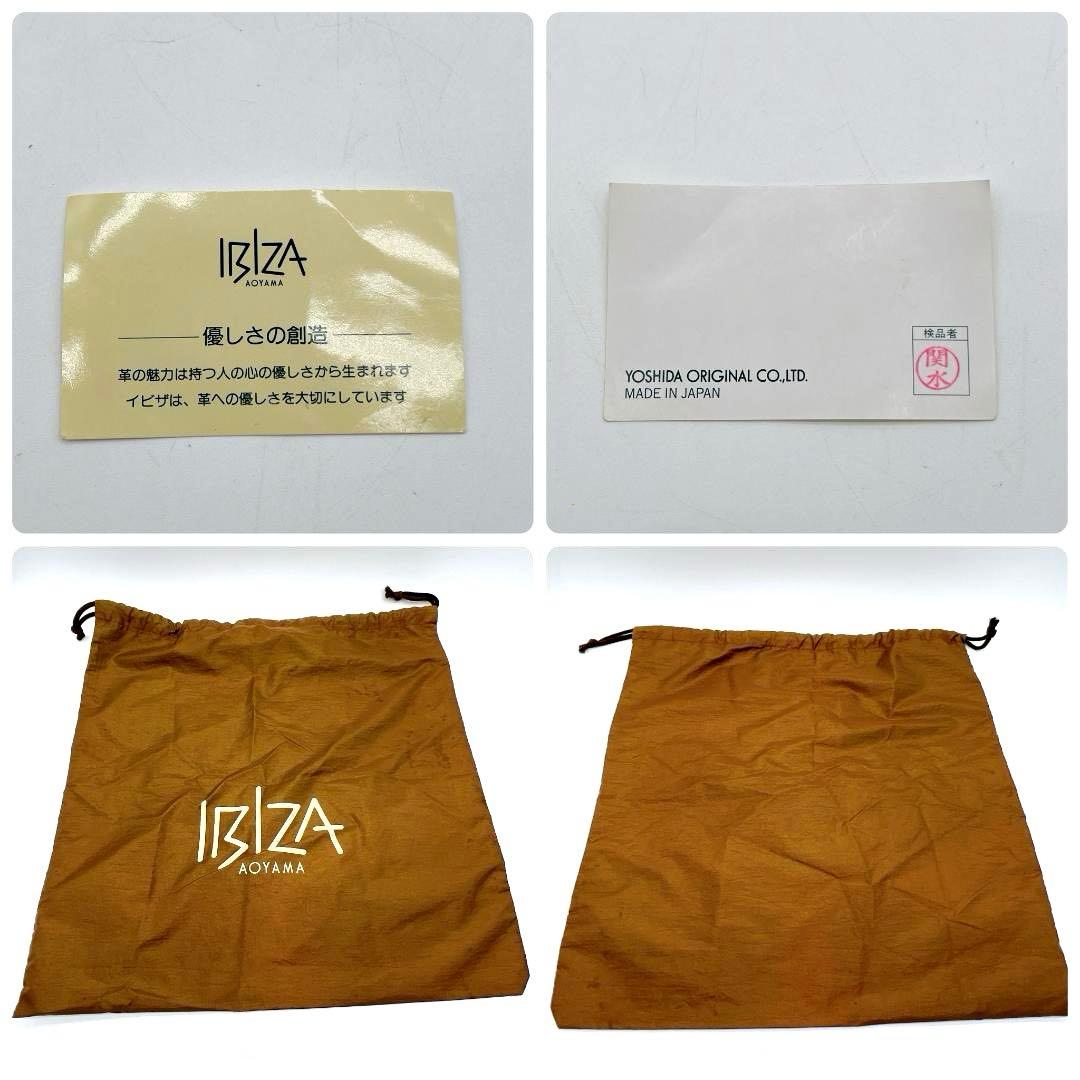 IBIZA
AOYAMA
優しさの創造
革の魅力は持つ人の心の優しさから生まれます
イビザは、革への優しさを大切にしています
検品者
関水
YOSHIDA ORIGINAL CO.,LTD.
MADE IN JAPAN
IBIZA
AOYAMA